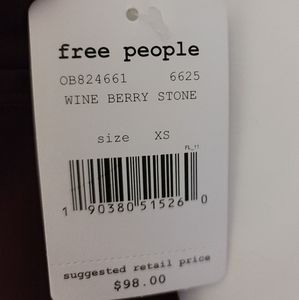 free people
OB824661 6625
WINE BERRY STONE
size XS
FL_11
1 90380 51526 0
suggested retail price
$98.00